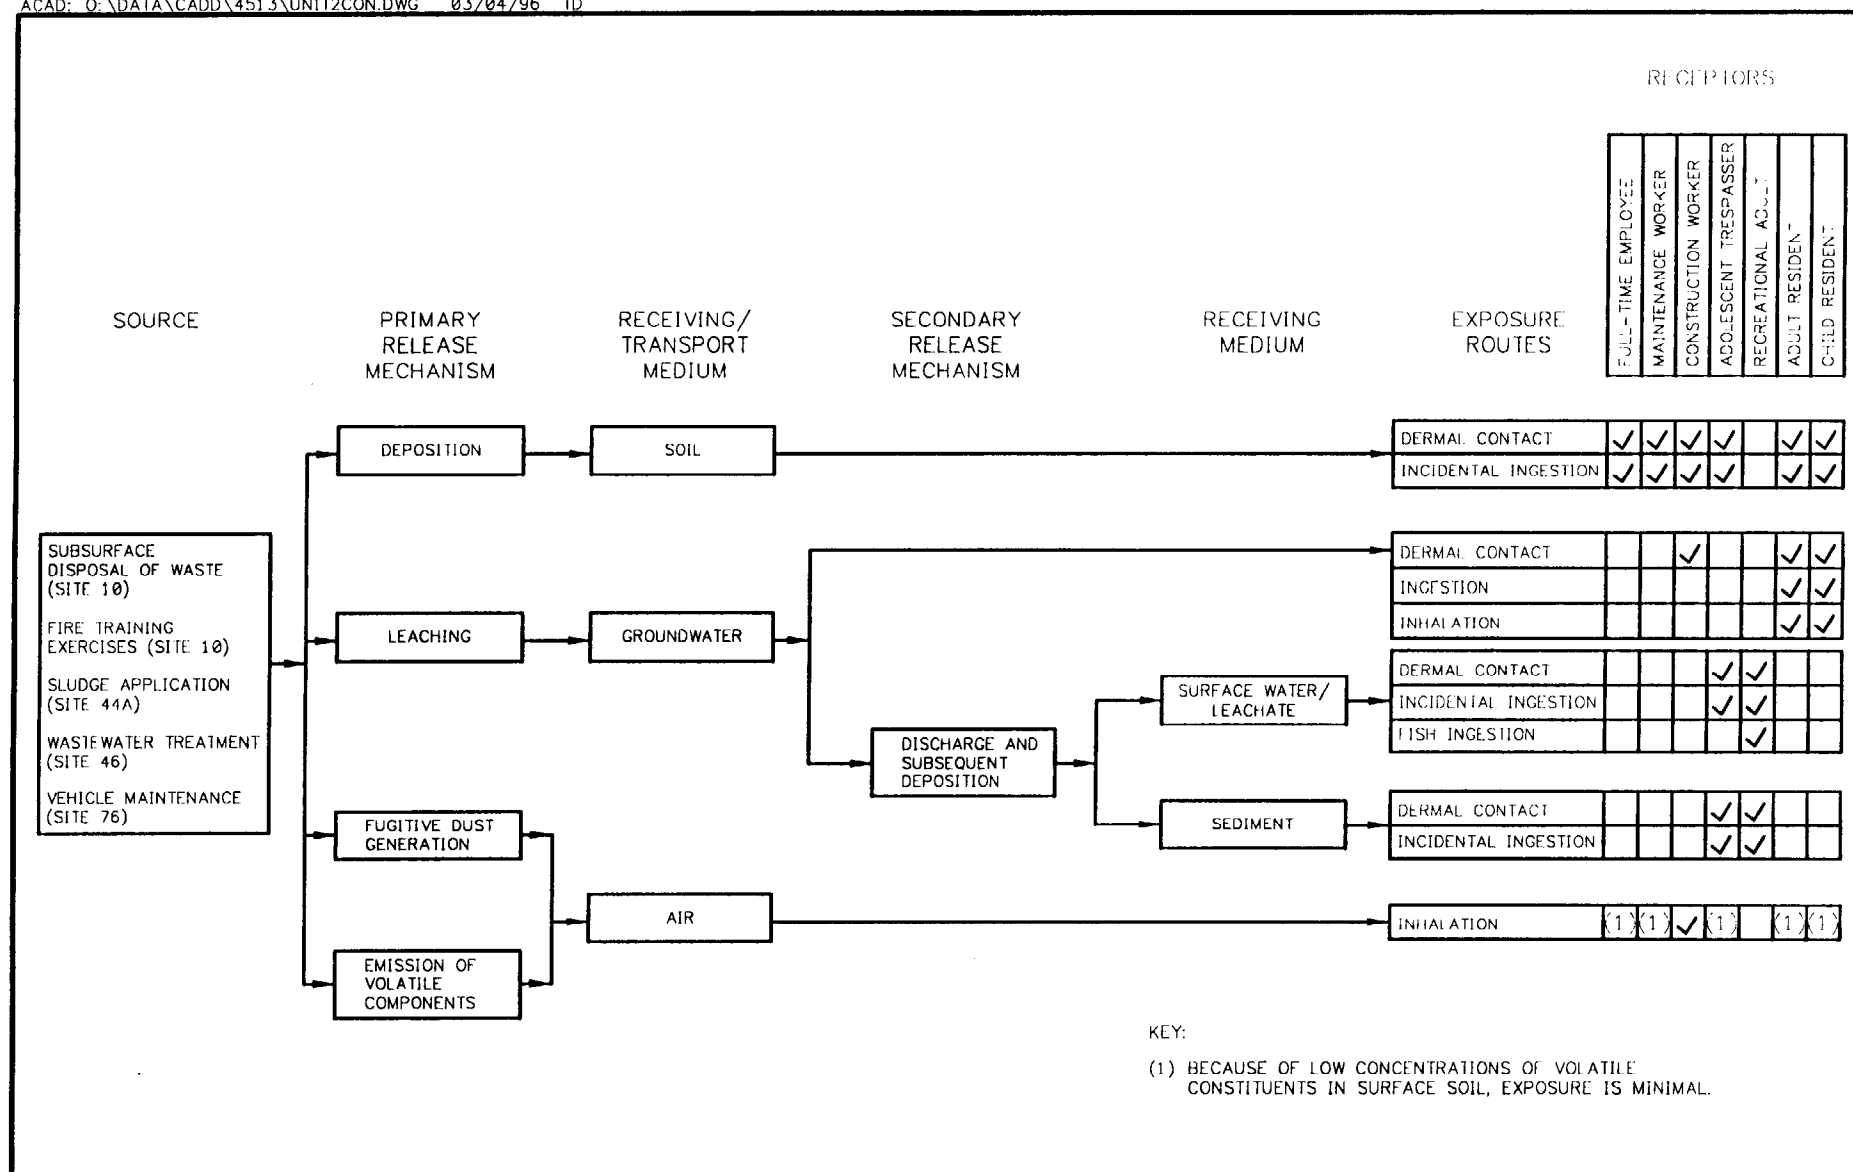 ACAD: O:\DATA\CADD\4513\UNIT2CON.DWG 03/04/96 TD
RECEPTORS
FULL-TIME EMPLOYEE
MAINTENANCE WORKER
CONSTRUCTION WORKER
ADOLESCENT TRESPASSER
RECREATIONAL ADULT
ADULT RESIDENT
CHILD RESIDENT
SOURCE
PRIMARY
RELEASE
MECHANISM
RECEIVING/
TRANSPORT
MEDIUM
SECONDARY
RELEASE
MECHANISM
RECEIVING
MEDIUM
EXPOSURE
ROUTES
SUBSURFACE
DISPOSAL OF WASTE
(SITE 10)
FIRE TRAINING
EXERCISES (SITE 10)
SLUDGE APPLICATION
(SITE 44A)
WASTEWATER TREATMENT
(SITE 46)
VEHICLE MAINTENANCE
(SITE 76)
DEPOSITION
SOIL
DERMAL CONTACT ✓ ✓ ✓ ✓ ✓ ✓
INCIDENTAL INGESTION ✓ ✓ ✓ ✓ ✓ ✓
LEACHING
GROUNDWATER
DERMAL CONTACT ✓ ✓ ✓
INGESTION ✓ ✓
INHALATION ✓ ✓
DISCHARGE AND
SUBSEQUENT
DEPOSITION
SURFACE WATER/
LEACHATE
DERMAL CONTACT ✓ ✓
INCIDENTAL INGESTION ✓ ✓
FISH INGESTION ✓
SEDIMENT
DERMAL CONTACT ✓ ✓
INCIDENTAL INGESTION ✓ ✓
FUGITIVE DUST
GENERATION
EMISSION OF
VOLATILE
COMPONENTS
AIR
INHALATION (1) (1) ✓ (1) (1) (1)
KEY:
(1) BECAUSE OF LOW CONCENTRATIONS OF VOLATILE
CONSTITUENTS IN SURFACE SOIL, EXPOSURE IS MINIMAL.